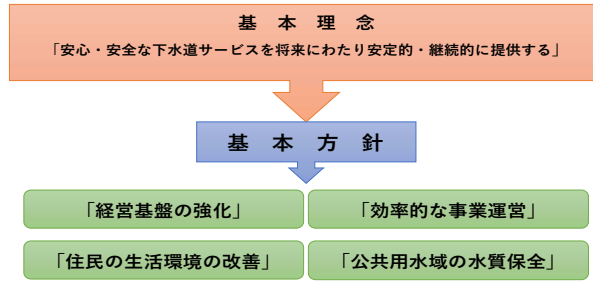 基 本 理 念
「安心・安全な下水道サービスを将来にわたり安定的・継続的に提供する」
基 本 方 針
「経営基盤の強化」
「効率的な事業運営」
「住民の生活環境の改善」
「公共用水域の水質保全」